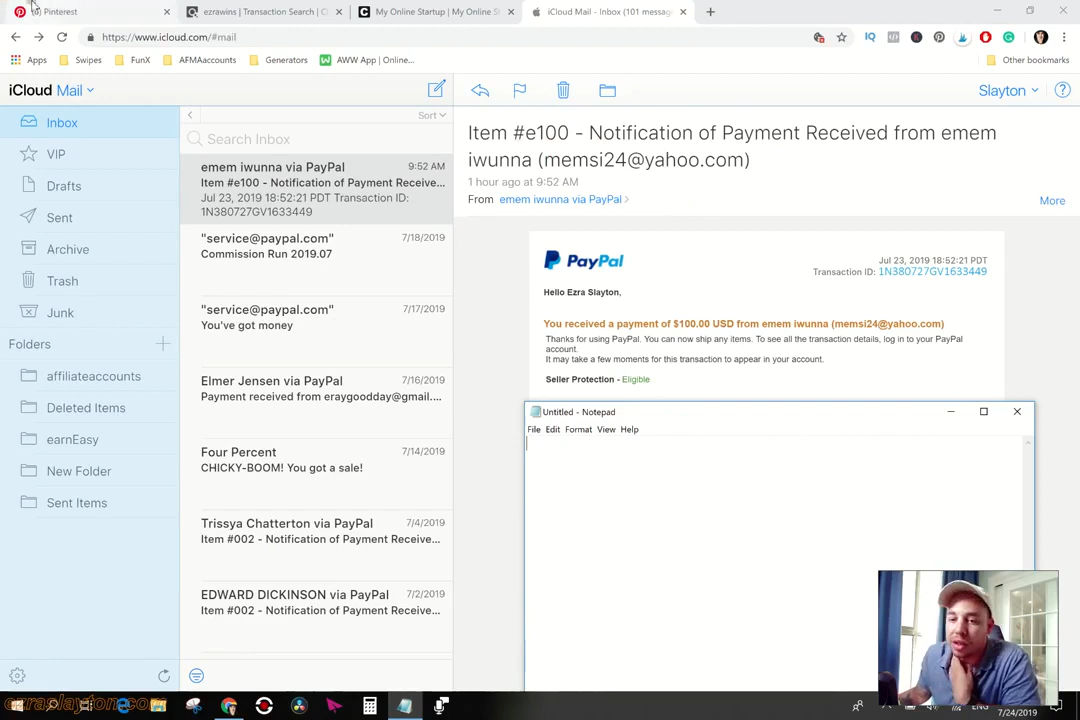 Pinterest
ezrawins | Transaction Search | Cl
My Online Startup | My Online S
iCloud Mail - Inbox (101 messag
https://www.icloud.com/#mail
IQ
Apps
Swipes
FunX
AFMAaccounts
Generators
AWW App | Online...
Other bookmarks
iCloud Mail
Slayton
Inbox
VIP
Drafts
Sent
Archive
Trash
Junk
Folders
affiliateaccounts
Deleted Items
earnEasy
New Folder
Sent Items
Sort
Search Inbox
emem iwunna via PayPal 9:52 AM
Item #e100 - Notification of Payment Receive...
Jul 23, 2019 18:52:21 PDT Transaction ID:
1N380727GV1633449
"service@paypal.com" 7/18/2019
Commission Run 2019.07
"service@paypal.com" 7/17/2019
You've got money
Elmer Jensen via PayPal 7/16/2019
Payment received from eraygoodday@gmail....
Four Percent 7/14/2019
CHICKY-BOOM! You got a sale!
Trissya Chatterton via PayPal 7/4/2019
Item #002 - Notification of Payment Receive...
EDWARD DICKINSON via PayPal 7/2/2019
Item #002 - Notification of Payment Receive...
Item #e100 - Notification of Payment Received from emem
iwunna (memsi24@yahoo.com)
1 hour ago at 9:52 AM
From emem iwunna via PayPal
More
PayPal
Jul 23, 2019 18:52:21 PDT
Transaction ID: 1N380727GV1633449
Hello Ezra Slayton,
You received a payment of $100.00 USD from emem iwunna (memsi24@yahoo.com)
Thanks for using PayPal. You can now ship any items. To see all the transaction details, log in to your PayPal
account.
It may take a few moments for this transaction to appear in your account.
Seller Protection - Eligible
Untitled - Notepad
File Edit Format View Help
ezraslayton.com
ENG
7/24/2019